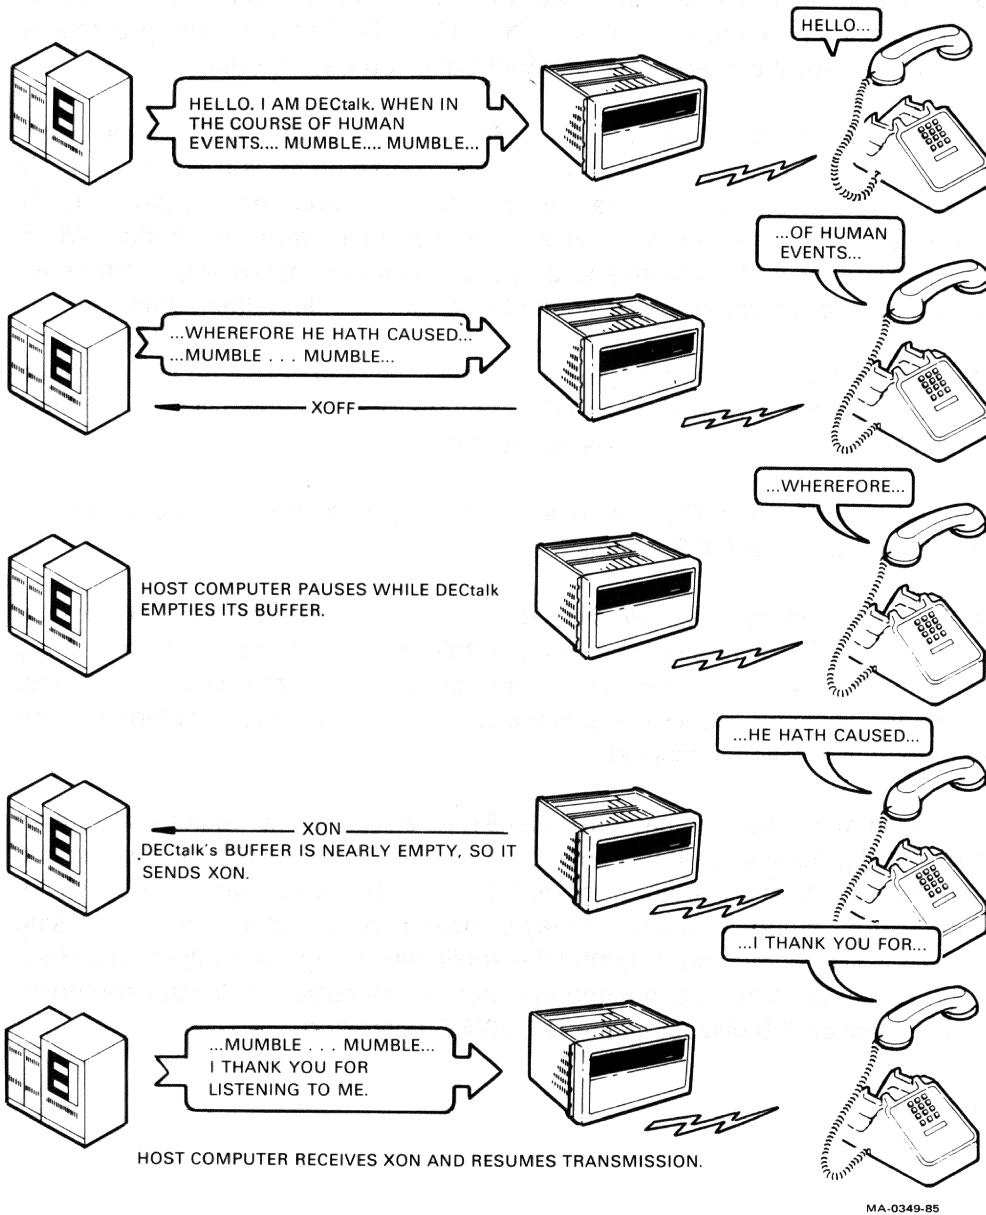 HELLO...
HELLO. I AM DECtalk. WHEN IN
THE COURSE OF HUMAN
EVENTS.... MUMBLE.... MUMBLE...
...OF HUMAN
EVENTS...
...WHEREFORE HE HATH CAUSED...
...MUMBLE . . . MUMBLE...
XOFF
...WHEREFORE...
HOST COMPUTER PAUSES WHILE DECtalk
EMPTIES ITS BUFFER.
...HE HATH CAUSED...
XON
DECtalk's BUFFER IS NEARLY EMPTY, SO IT
SENDS XON.
...I THANK YOU FOR...
...MUMBLE . . . MUMBLE...
I THANK YOU FOR
LISTENING TO ME.
HOST COMPUTER RECEIVES XON AND RESUMES TRANSMISSION.
MA-0349-85